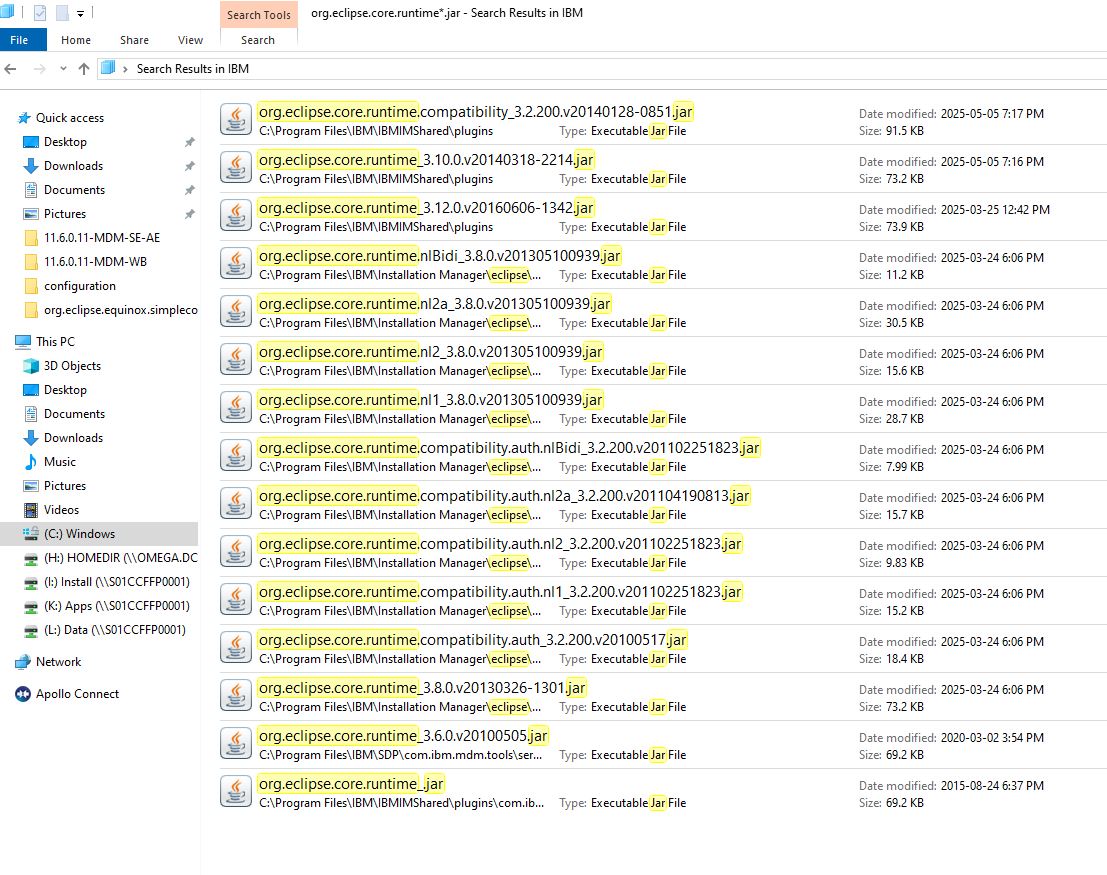 Search Tools
org.eclipse.core.runtime*.jar - Search Results in IBM
File
Home
Share
View
Search
Search Results in IBM
Quick access
Desktop
Downloads
Documents
Pictures
11.6.0.11-MDM-SE-AE
11.6.0.11-MDM-WB
configuration
org.eclipse.equinox.simpleco
This PC
3D Objects
Desktop
Documents
Downloads
Music
Pictures
Videos
(C:) Windows
(H:) HOMEDIR (\\OMEGA.DC
(I:) Install (\\S01CCFFP0001)
(K:) Apps (\\S01CCFFP0001)
(L:) Data (\\S01CCFFP0001)
Network
Apollo Connect
org.eclipse.core.runtime.compatibility_3.2.200.v20140128-0851.jar Date modified: 2025-05-05 7:17 PM
C:\Program Files\IBM\IBMIMShared\plugins Type: Executable Jar File Size: 91.5 KB
org.eclipse.core.runtime_3.10.0.v20140318-2214.jar Date modified: 2025-05-05 7:16 PM
C:\Program Files\IBM\IBMIMShared\plugins Type: Executable Jar File Size: 73.2 KB
org.eclipse.core.runtime_3.12.0.v20160606-1342.jar Date modified: 2025-03-25 12:42 PM
C:\Program Files\IBM\IBMIMShared\plugins Type: Executable Jar File Size: 73.9 KB
org.eclipse.core.runtime.nlBidi_3.8.0.v201305100939.jar Date modified: 2025-03-24 6:06 PM
C:\Program Files\IBM\Installation Manager\eclipse\... Type: Executable Jar File Size: 11.2 KB
org.eclipse.core.runtime.nl2a_3.8.0.v201305100939.jar Date modified: 2025-03-24 6:06 PM
C:\Program Files\IBM\Installation Manager\eclipse\... Type: Executable Jar File Size: 30.5 KB
org.eclipse.core.runtime.nl2_3.8.0.v201305100939.jar Date modified: 2025-03-24 6:06 PM
C:\Program Files\IBM\Installation Manager\eclipse\... Type: Executable Jar File Size: 15.6 KB
org.eclipse.core.runtime.nl1_3.8.0.v201305100939.jar Date modified: 2025-03-24 6:06 PM
C:\Program Files\IBM\Installation Manager\eclipse\... Type: Executable Jar File Size: 28.7 KB
org.eclipse.core.runtime.compatibility.auth.nlBidi_3.2.200.v201102251823.jar Date modified: 2025-03-24 6:06 PM
C:\Program Files\IBM\Installation Manager\eclipse\... Type: Executable Jar File Size: 7.99 KB
org.eclipse.core.runtime.compatibility.auth.nl2a_3.2.200.v201104190813.jar Date modified: 2025-03-24 6:06 PM
C:\Program Files\IBM\Installation Manager\eclipse\... Type: Executable Jar File Size: 15.7 KB
org.eclipse.core.runtime.compatibility.auth.nl2_3.2.200.v201102251823.jar Date modified: 2025-03-24 6:06 PM
C:\Program Files\IBM\Installation Manager\eclipse\... Type: Executable Jar File Size: 9.83 KB
org.eclipse.core.runtime.compatibility.auth.nl1_3.2.200.v201102251823.jar Date modified: 2025-03-24 6:06 PM
C:\Program Files\IBM\Installation Manager\eclipse\... Type: Executable Jar File Size: 15.2 KB
org.eclipse.core.runtime.compatibility.auth_3.2.200.v20100517.jar Date modified: 2025-03-24 6:06 PM
C:\Program Files\IBM\Installation Manager\eclipse\... Type: Executable Jar File Size: 18.4 KB
org.eclipse.core.runtime_3.8.0.v20130326-1301.jar Date modified: 2025-03-24 6:06 PM
C:\Program Files\IBM\Installation Manager\eclipse\... Type: Executable Jar File Size: 73.2 KB
org.eclipse.core.runtime_3.6.0.v20100505.jar Date modified: 2020-03-02 3:54 PM
C:\Program Files\IBM\SDP\com.ibm.mdm.tools\ser... Type: Executable Jar File Size: 69.2 KB
org.eclipse.core.runtime_.jar Date modified: 2015-08-24 6:37 PM
C:\Program Files\IBM\IBMIMShared\plugins\com.ib... Type: Executable Jar File Size: 69.2 KB